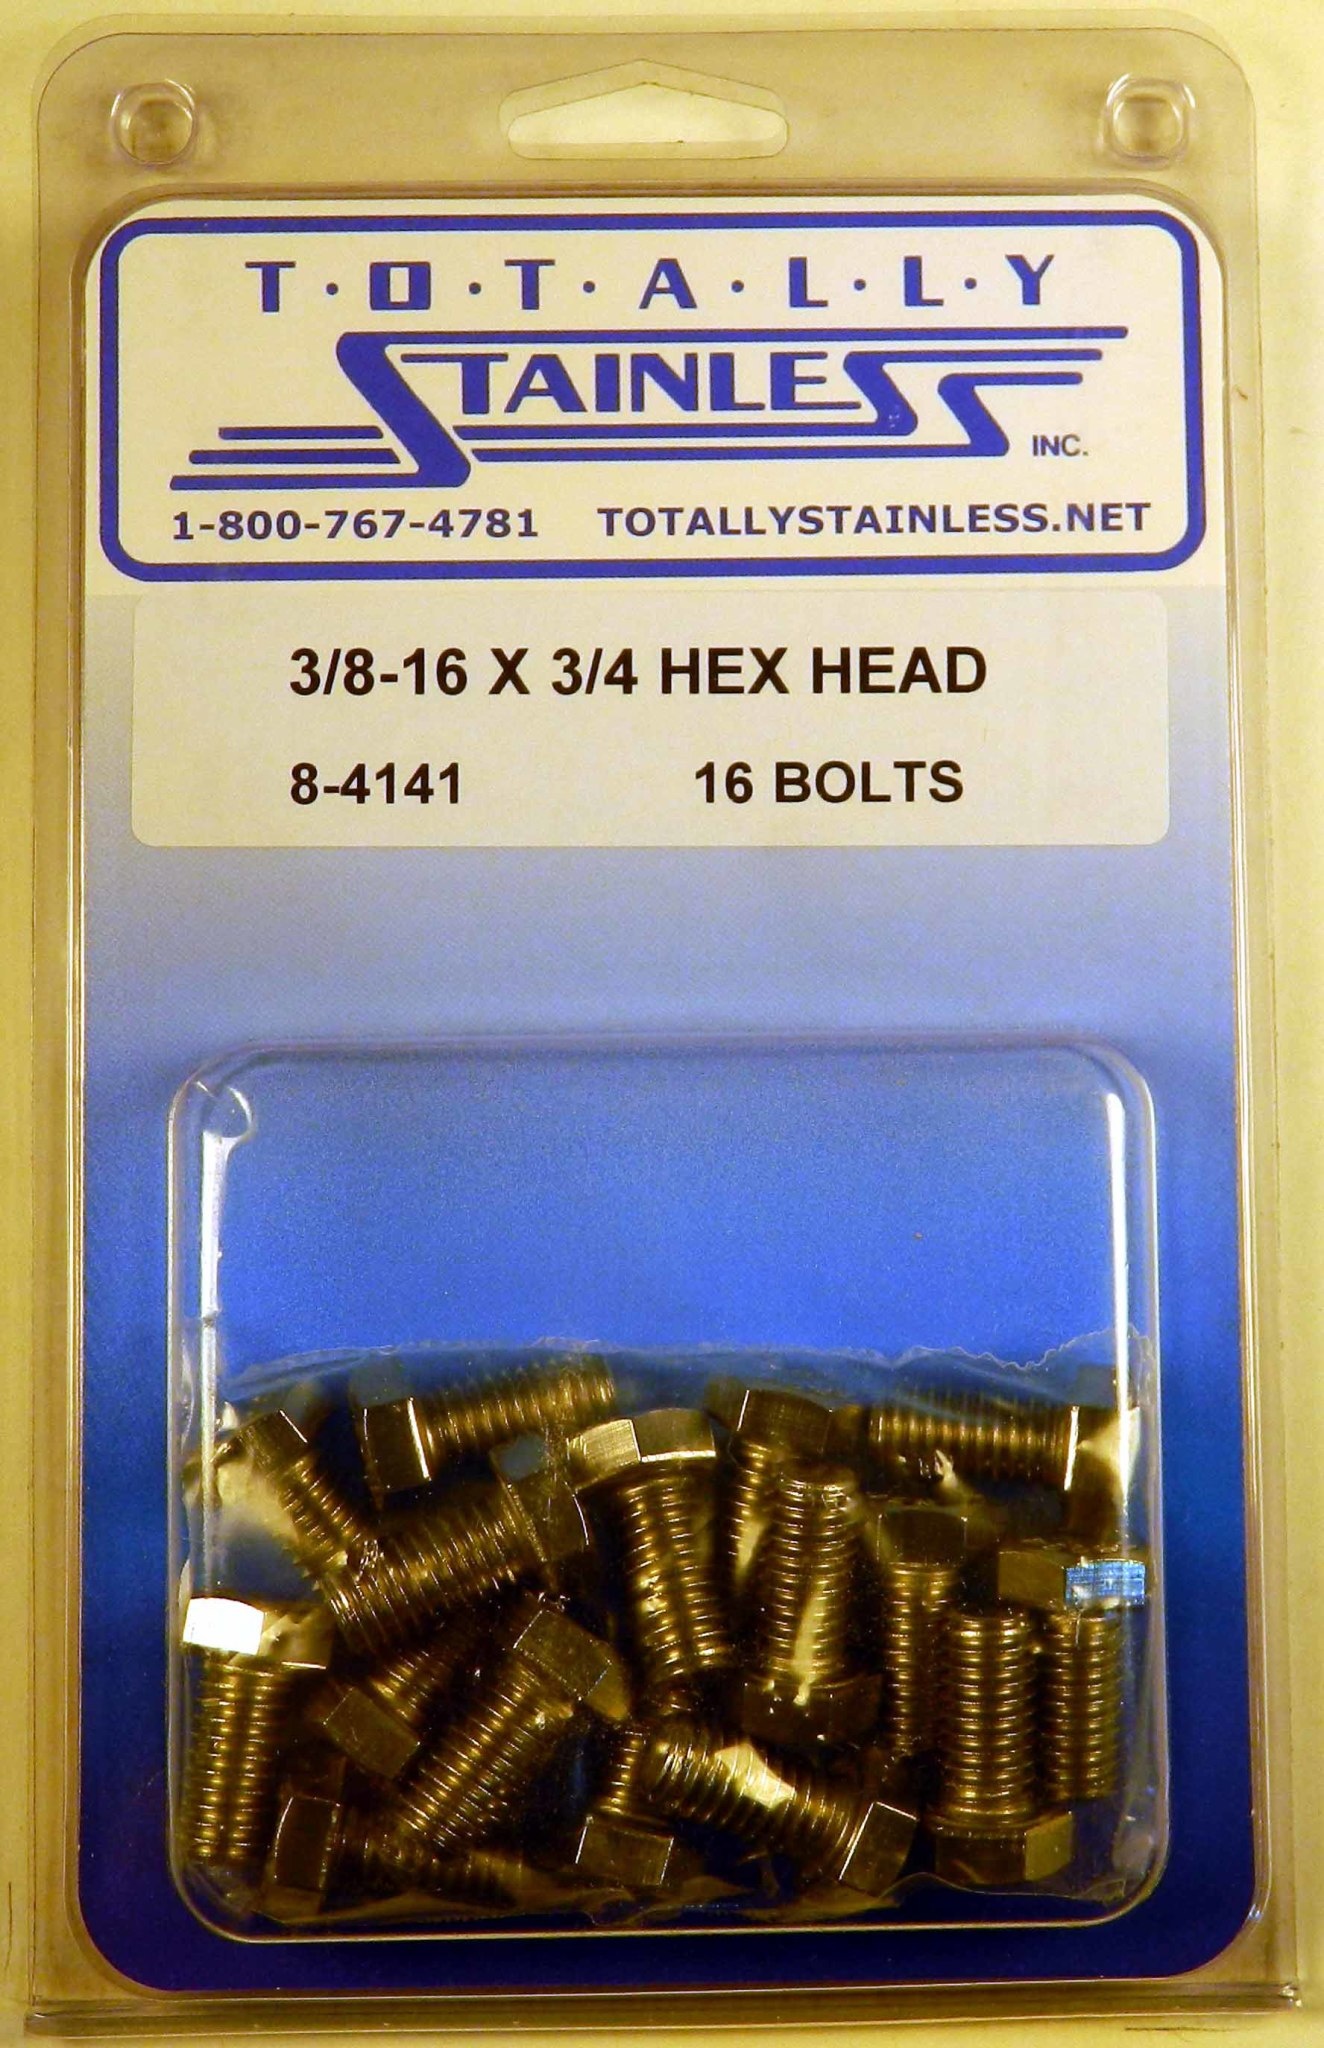 T·O·T·A·L·L·Y
STAINLESS INC.
1-800-767-4781 TOTALLYSTAINLESS.NET
3/8-16 X 3/4 HEX HEAD
8-4141 16 BOLTS